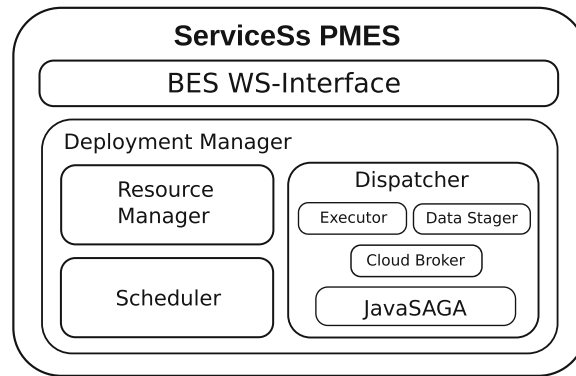 ServiceSs PMES
BES WS-Interface
Deployment Manager
Resource
Manager
Scheduler
Dispatcher
Executor
Data Stager
Cloud Broker
JavaSAGA